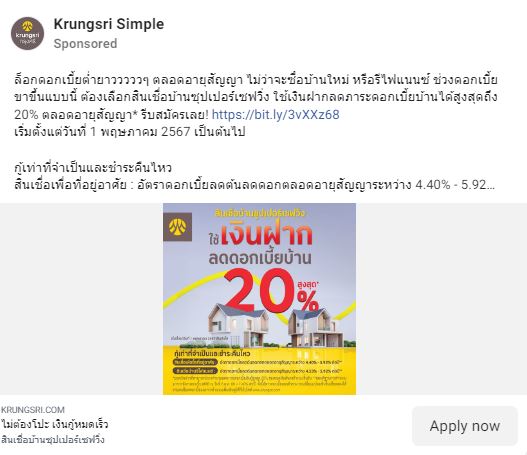 Krungsri Simple
Sponsored
krungsri
กรุงศรี
ล็อกดอกเบี้ยต่ำยาวววววๆ ตลอดอายุสัญญา ไม่ว่าจะซื้อบ้านใหม่ หรือรีไฟแนนซ์ ช่วงดอกเบี้ย
ขาขึ้นแบบนี้ ต้องเลือกสินเชื่อบ้านซุปเปอร์เซฟวิ่ง ใช้เงินฝากลดภาระดอกเบี้ยบ้านได้สูงสุดถึง
20% ตลอดอายุสัญญา* รีบสมัครเลย! https://bit.ly/3vXXz68
เริ่มตั้งแต่วันที่ 1 พฤษภาคม 2567 เป็นต้นไป
กู้เท่าที่จำเป็นและชำระคืนไหว
สินเชื่อเพื่อที่อยู่อาศัย : อัตราดอกเบี้ยลดต้นลดดอกตลอดอายุสัญญาระหว่าง 4.40% - 5.92...
สินเชื่อบ้านซุปเปอร์เซฟวิ่ง
ใช้เงินฝาก
ลดดอกเบี้ยบ้าน
สูงสุด*
20%
กู้เท่าที่จำเป็นและชำระคืนไหว
KRUNGSRI.COM
ไม่ต้องโปะ เงินกู้หมดเร็ว
สินเชื่อบ้านซุปเปอร์เซฟวิ่ง
Apply now